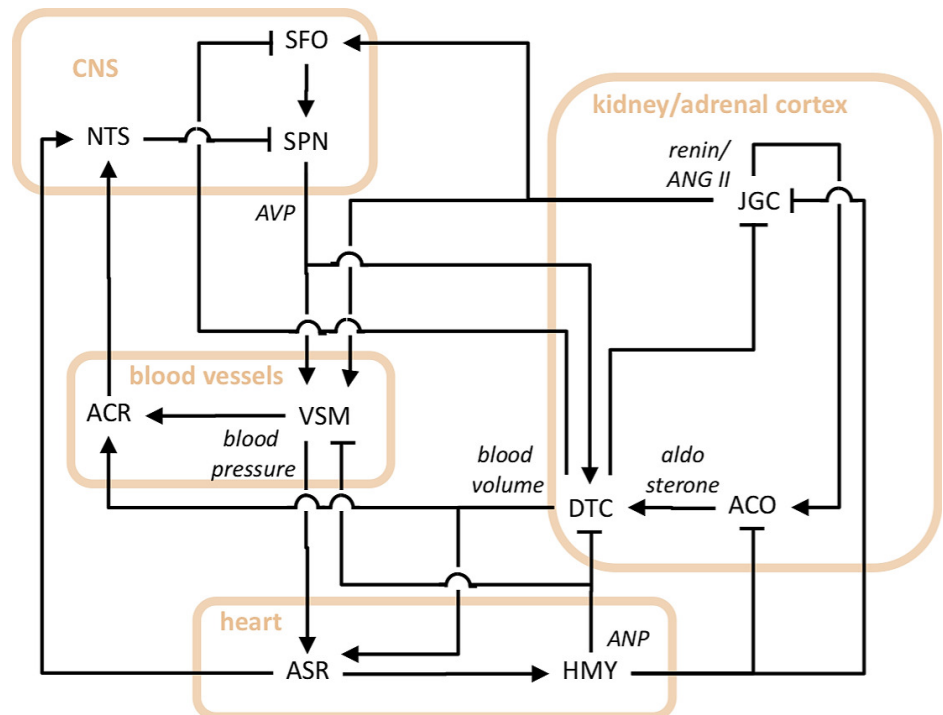 SFO
CNS
kidney/adrenal cortex
NTS
SPN
renin/
ANG II
JGC
AVP
blood vessels
ACR
VSM
blood
pressure
blood
volume
aldo
sterone
DTC
ACO
heart
ANP
ASR
HMY